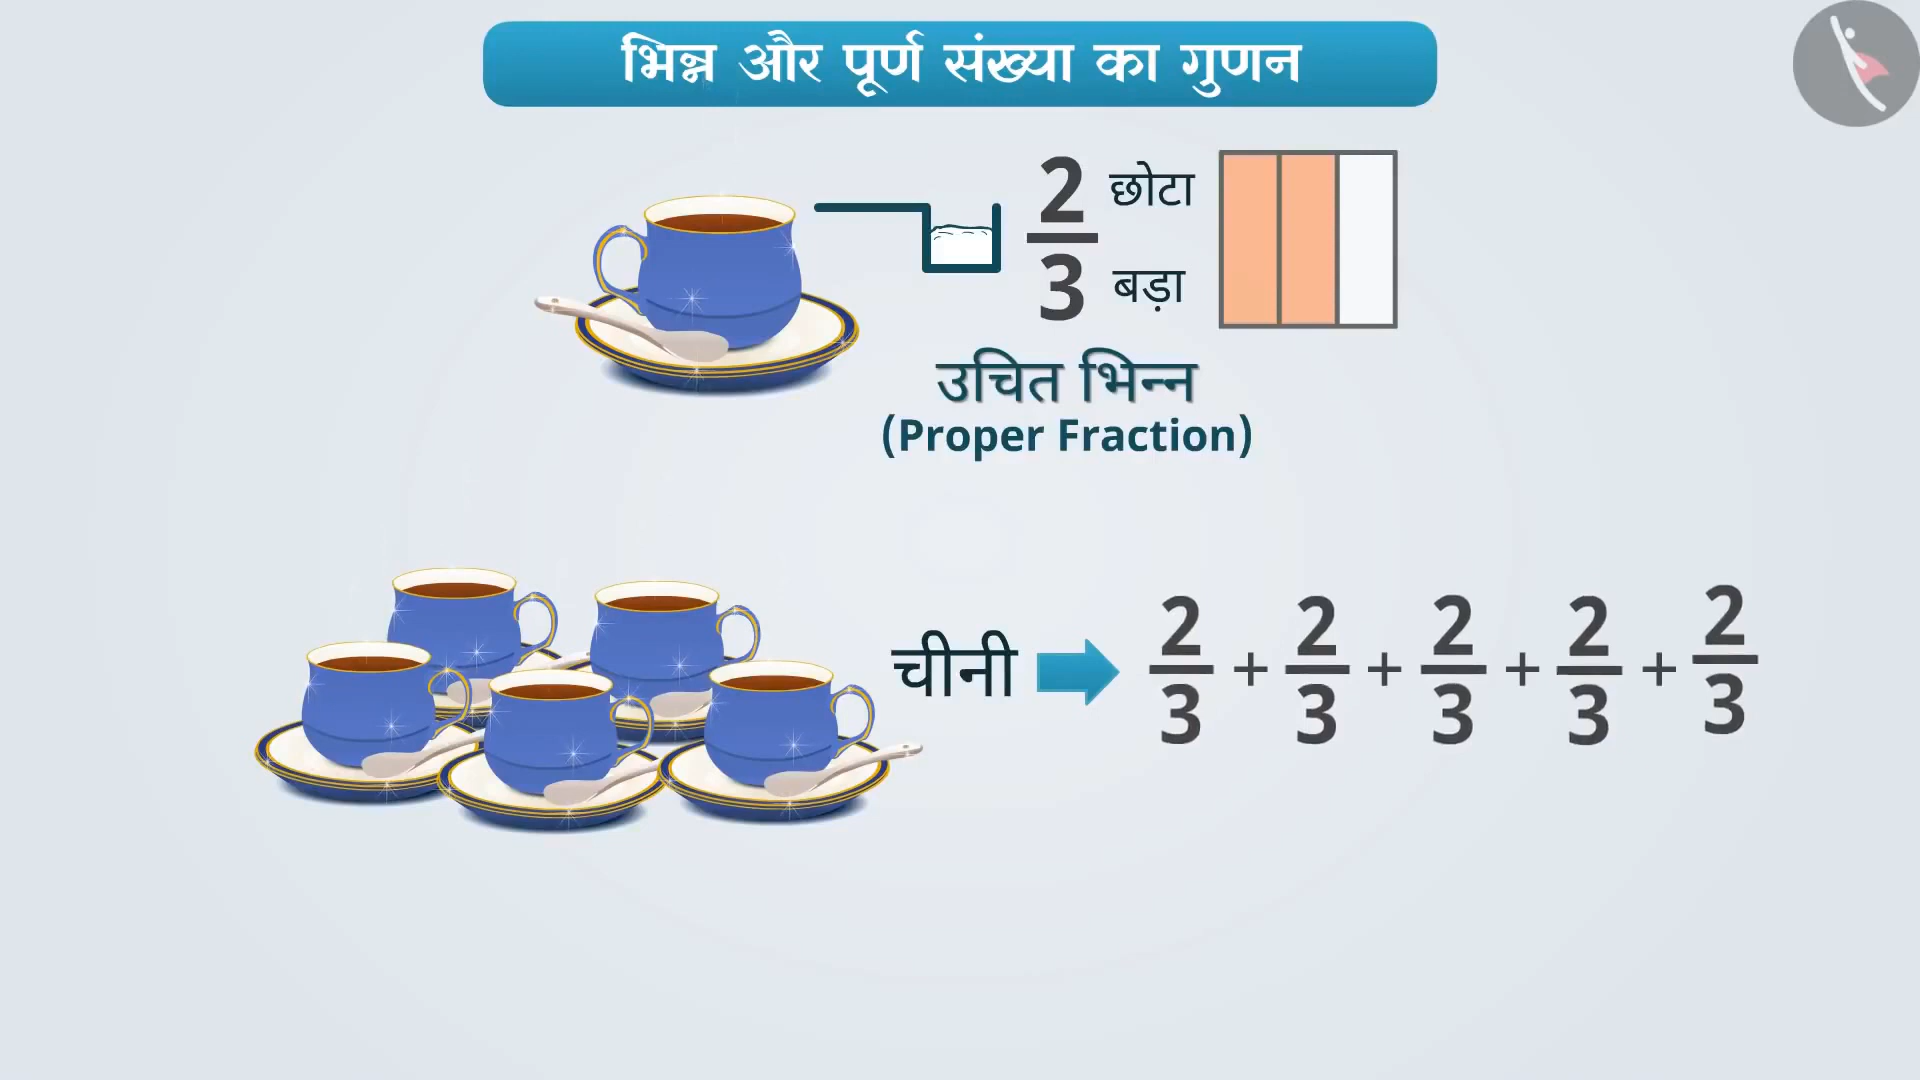 भिन्न और पूर्ण संख्या का गुणन
2/3 छोटा बड़ा
उचित भिन्न
(Proper Fraction)
चीनी 2/3 + 2/3 + 2/3 + 2/3 + 2/3